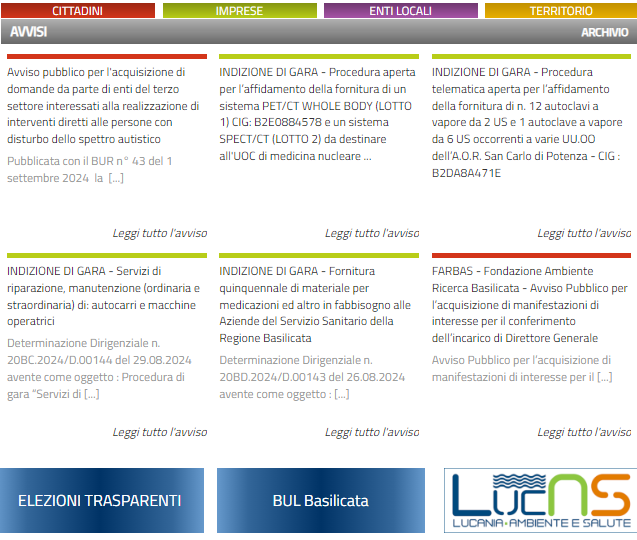 CITTADINI
IMPRESE
ENTI LOCALI
TERRITORIO
AVVISI
ARCHIVIO
Avviso pubblico per l'acquisizione di
domande da parte di enti del terzo
settore interessati alla realizzazione di
interventi diretti alle persone con
disturbo dello spettro autistico
Pubblicata con il BUR n° 43 del 1
settembre 2024 la [...]
Leggi tutto l'avviso
INDIZIONE DI GARA - Procedura aperta
per l'affidamento della fornitura di un
sistema PET/CT WHOLE BODY (LOTTO
1) CIG: B2E0884578 e un sistema
SPECT/CT (LOTTO 2) da destinare
all'UOC di medicina nucleare ...
Leggi tutto l'avviso
INDIZIONE DI GARA - Procedura
telematica aperta per l'affidamento
della fornitura di n. 12 autoclavi a
vapore da 2 US e 1 autoclave a vapore
da 6 US occorrenti a varie UU.OO
dell'A.O.R. San Carlo di Potenza - CIG :
B2DA8A471E
Leggi tutto l'avviso
INDIZIONE DI GARA - Servizi di
riparazione, manutenzione (ordinaria e
straordinaria) di: autocarri e macchine
operatrici
Determinazione Dirigenziale n.
20BC.2024/D.00144 del 29.08.2024
avente come oggetto : Procedura di
gara “Servizi di [...]
Leggi tutto l'avviso
INDIZIONE DI GARA - Fornitura
quinquennale di materiale per
medicazioni ed altro in fabbisogno alle
Aziende del Servizio Sanitario della
Regione Basilicata
Determinazione Dirigenziale n.
20BD.2024/D.00143 del 26.08.2024
avente come oggetto : [...]
Leggi tutto l'avviso
FARBAS - Fondazione Ambiente
Ricerca Basilicata - Avviso Pubblico per
l'acquisizione di manifestazioni di
interesse per il conferimento
dell'incarico di Direttore Generale
Avviso Pubblico per l'acquisizione di
manifestazioni di interesse per il [...]
Leggi tutto l'avviso
ELEZIONI TRASPARENTI
BUL Basilicata
LUCAS
LUCANIA - AMBIENTE E SALUTE